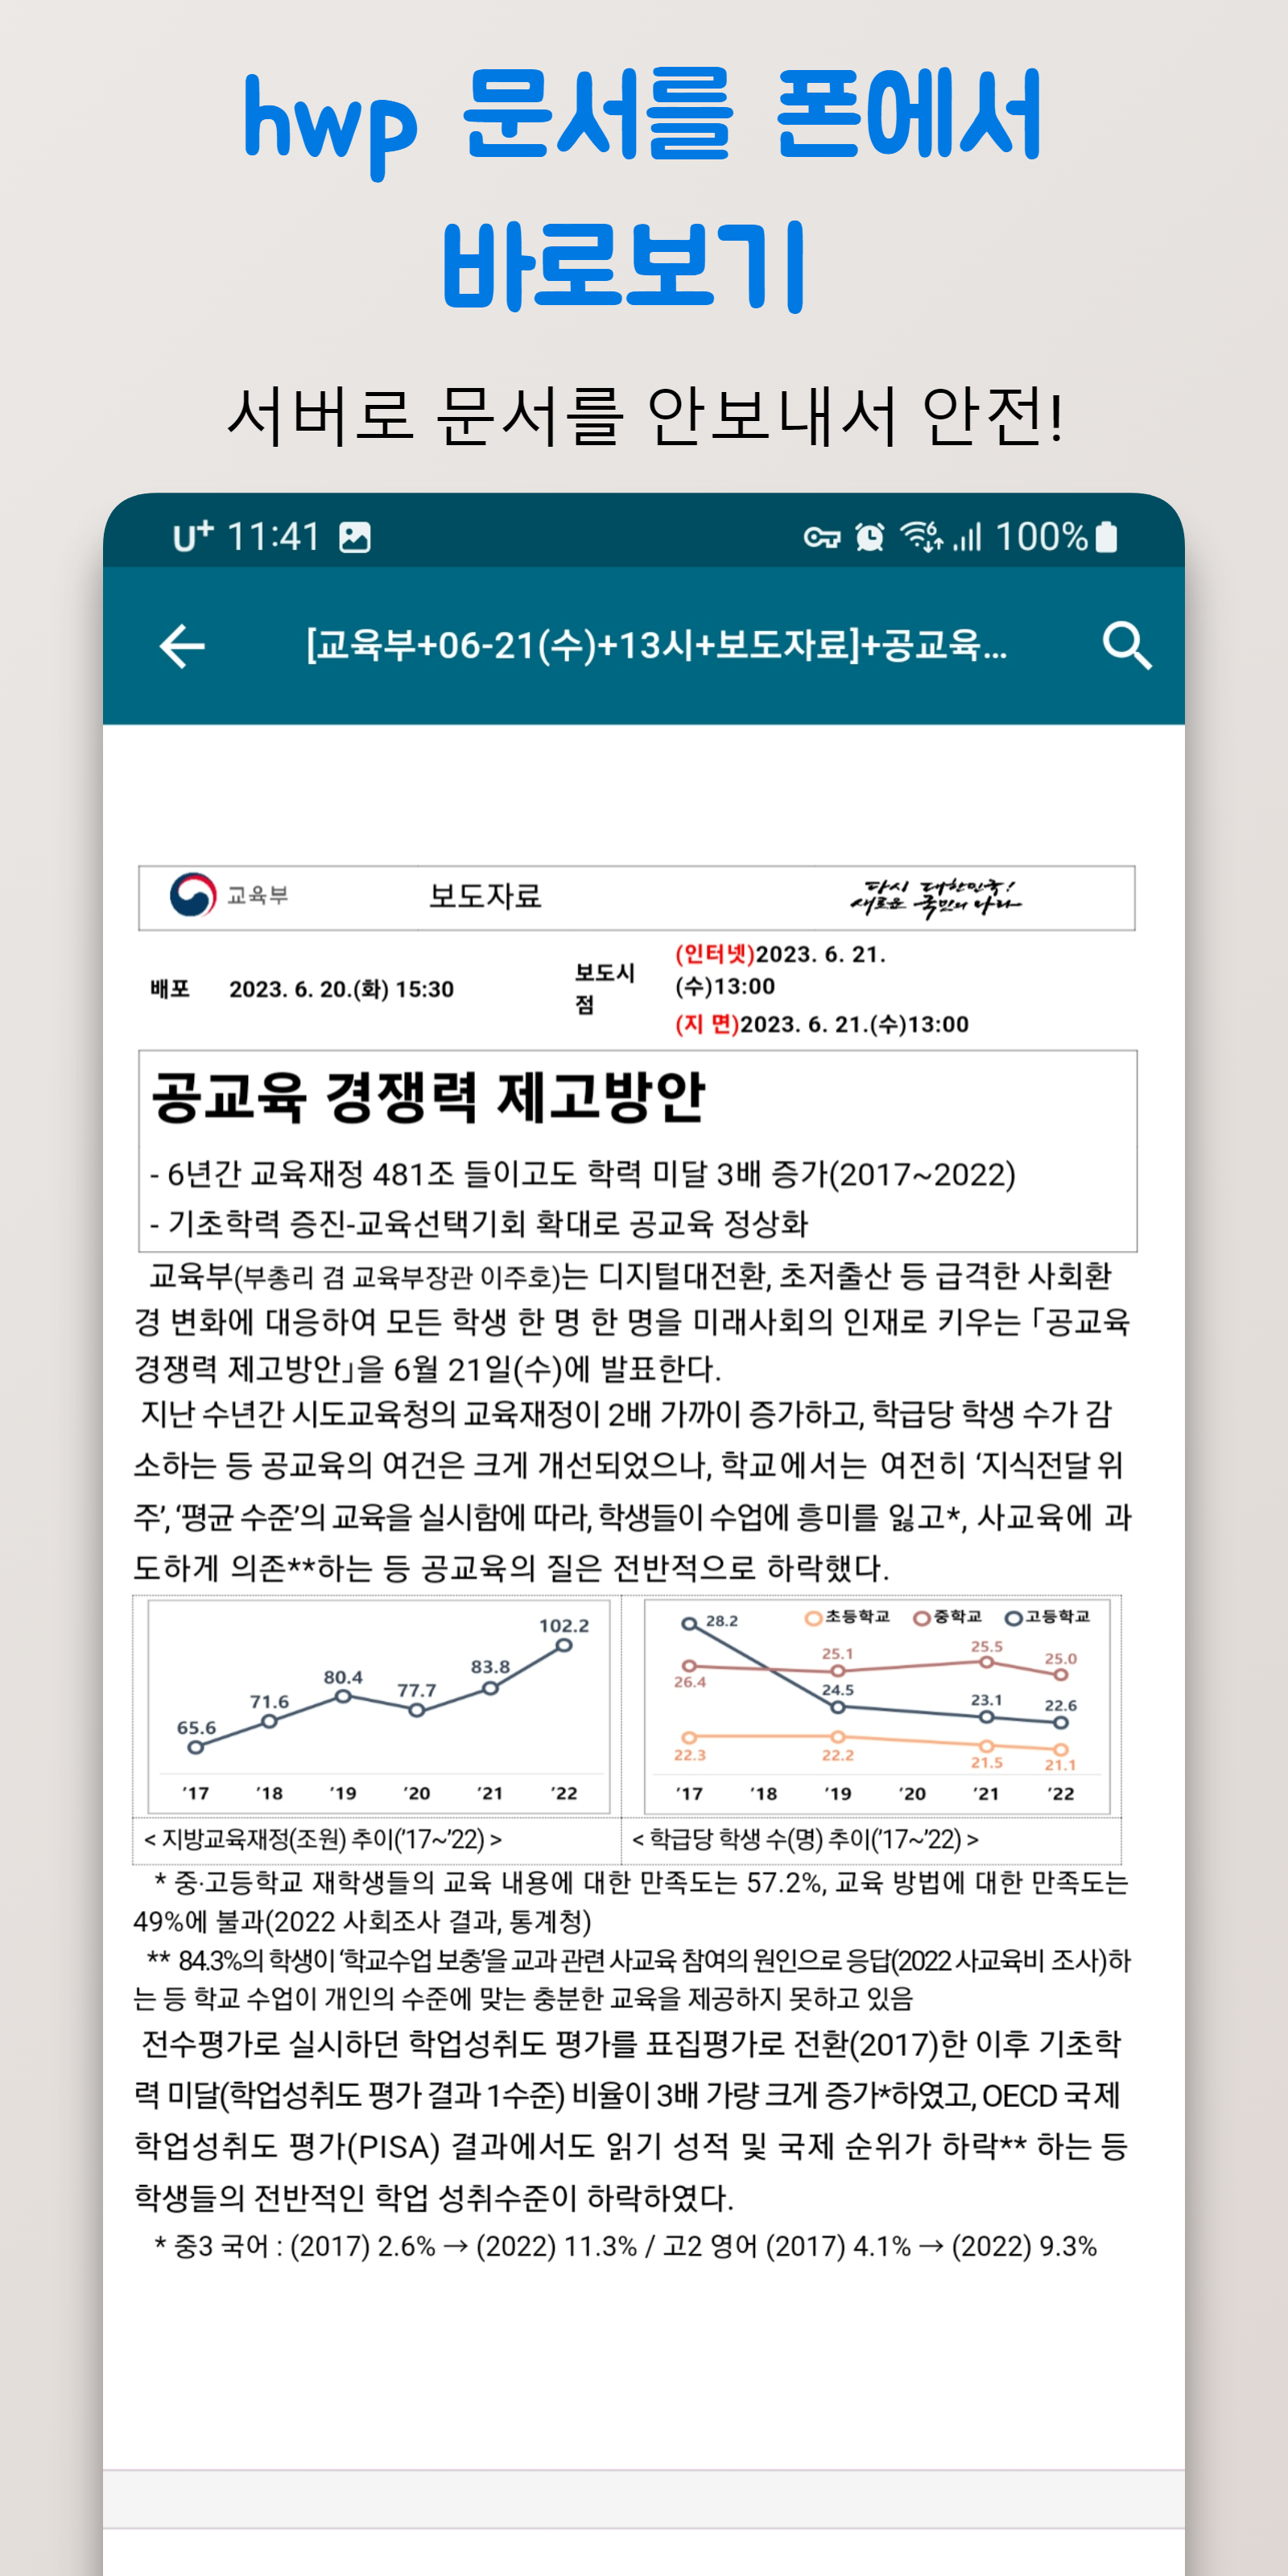 hwp 문서를 폰에서
바로보기
서버로 문서를 안보내서 안전!
U+ 11:41 6 100%
[교육부+06-21(수)+13시+보도자료]+공교육...
교육부 보도자료 다시 대한민국!
새로운 국민의 나라
배포 2023. 6. 20.(화) 15:30 보도시
점
(인터넷)2023. 6. 21.
(수)13:00
(지 면)2023. 6. 21.(수)13:00
공교육 경쟁력 제고방안
- 6년간 교육재정 481조 들이고도 학력 미달 3배 증가(2017~2022)
- 기초학력 증진-교육선택기회 확대로 공교육 정상화
교육부(부총리 겸 교육부장관 이주호)는 디지털대전환, 초저출산 등 급격한 사회환
경 변화에 대응하여 모든 학생 한 명 한 명을 미래사회의 인재로 키우는 ｢공교육
경쟁력 제고방안｣을 6월 21일(수)에 발표한다.
지난 수년간 시도교육청의 교육재정이 2배 가까이 증가하고, 학급당 학생 수가 감
소하는 등 공교육의 여건은 크게 개선되었으나, 학교에서는 여전히 ‘지식전달 위
주’, ‘평균 수준’의 교육을 실시함에 따라, 학생들이 수업에 흥미를 잃고*, 사교육에 과
도하게 의존**하는 등 공교육의 질은 전반적으로 하락했다.
65.6 71.6 80.4 77.7 83.8 102.2
’17 ’18 ’19 ’20 ’21 ’22
< 지방교육재정(조원) 추이(’17~’22) >
초등학교 중학교 고등학교
28.2 24.5 23.1 22.6
26.4 25.1 25.5 25.0
22.3 22.2 21.5 21.1
’17 ’18 ’19 ’20 ’21 ’22
< 학급당 학생 수(명) 추이(’17~’22) >
* 중·고등학교 재학생들의 교육 내용에 대한 만족도는 57.2%, 교육 방법에 대한 만족도는
49%에 불과(2022 사회조사 결과, 통계청)
** 84.3%의 학생이 ‘학교수업 보충’을 교과 관련 사교육 참여의 원인으로 응답(2022 사교육비 조사)하
는 등 학교 수업이 개인의 수준에 맞는 충분한 교육을 제공하지 못하고 있음
전수평가로 실시하던 학업성취도 평가를 표집평가로 전환(2017)한 이후 기초학
력 미달(학업성취도 평가 결과 1수준) 비율이 3배 가량 크게 증가*하였고, OECD 국제
학업성취도 평가(PISA) 결과에서도 읽기 성적 및 국제 순위가 하락** 하는 등
학생들의 전반적인 학업 성취수준이 하락하였다.
* 중3 국어 : (2017) 2.6% → (2022) 11.3% / 고2 영어 (2017) 4.1% → (2022) 9.3%